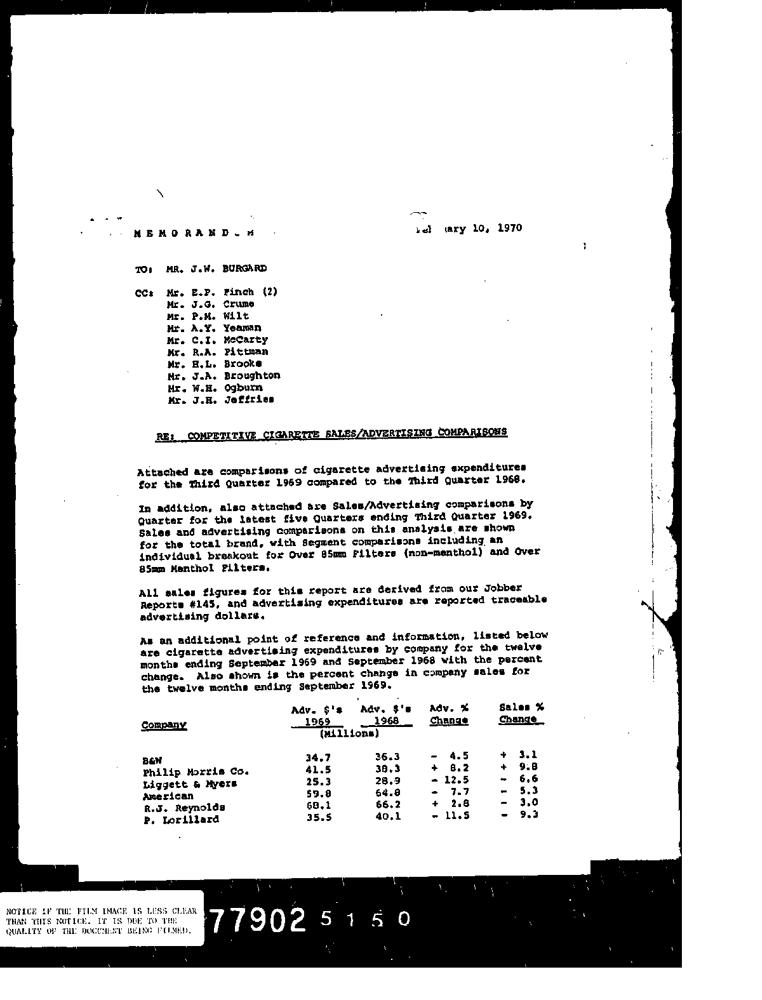 MEMORAND M
ary 10, 1970
TO: MR. J.W. BURGARD
CC: Mr. E.P. Finch (2)
Mr. J.G. Crume
Mr. P.M. Wilt
Mr. A.Y. Yeaman
Mr. C.I. McCarty
Mr. R.A. Pittman
Mr. H.L. Brooke
Mr. J.A. Broughton
Mr. W.H. Ogburn
Mr. J.H. Jeffries
RE: COMPETITIVE CIGARETTE SALES/ADVERTISING COMPARISONS
Attached are comparisons of cigarette advertising expenditures
for the Third Quarter 1969 compared to the Third Quarter 1968.
In addition, also attached are Sales/Advertising comparisons by
Quarter for the latest five Quarters ending Third Quarter 1969.
Sales and advertising comparisons on this analysis are shown
for the total brand, with Segment comparisons including an
individual breakout for Over 85mm Filters (non-menthol) and Over
85mm Menthol Filters.
All sales figures for this report are derived from our Jobber
Reports #145, and advertising expenditures are reported traceable
advertising dollars.
As an additional point of reference and information, listed below
are cigarette advertising expenditures by company for the twelve
months ending September 1969 and September 1968 with the percent
change. Also shown is the percent change in company sales for
the twelve months ending September 1969.
Adv. $'s Adv. $'s Adv. % Sales %
Company 1969 1968 Change Change
(Millions)
B&W 34.7 36.3 - 4.5 + 3.1
Philip Morris Co. 41.5 38.3 + 8.2 + 9.8
Liggett & Myers 25.3 28.9 - 12.5 - 6.6
American 59.8 64.8 - 7.7 - 5.3
R.J. Reynolds 68.1 66.2 + 2.8 - 3.0
P. Lorillard 35.5 40.1 - 11.5 - 9.3
NOTICE IF THE FILM IMAGE IS LESS CLEAR
THAN THIS NOTICE. IT IS DUE TO THE
QUALITY OF THE DOCUMENT BEING FILMED.
77902 5150